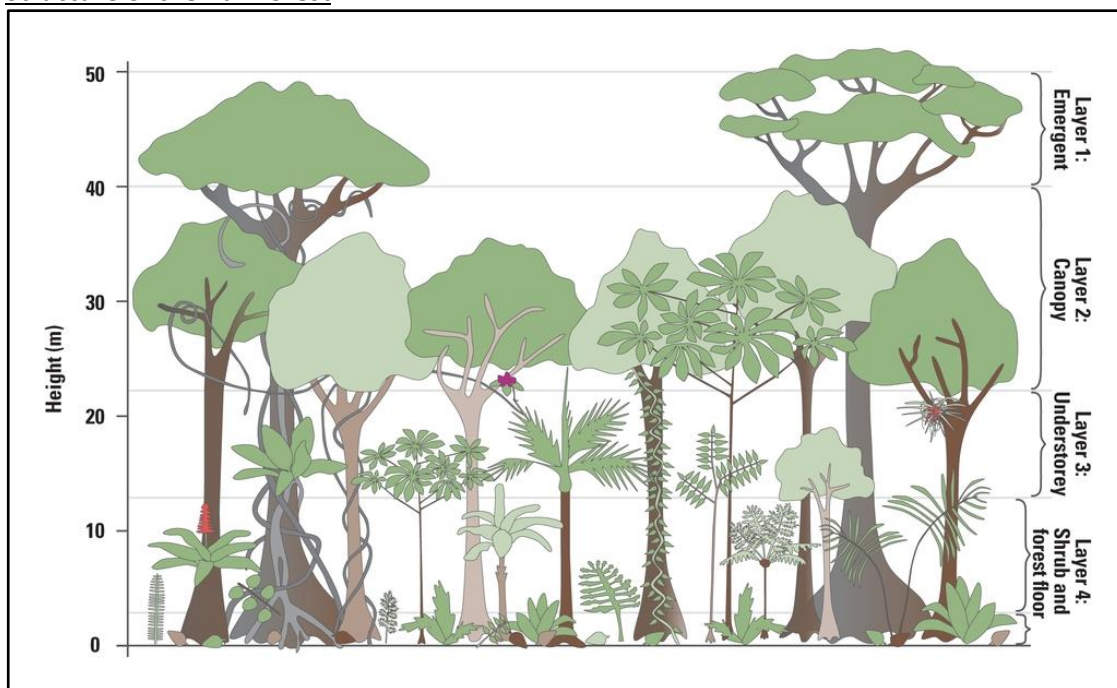 50
40
30
20
10
0
Height (m)
Layer 1:
Emergent
Layer 2:
Canopy
Layer 3:
Understorey
Layer 4:
Shrub and
forest floor